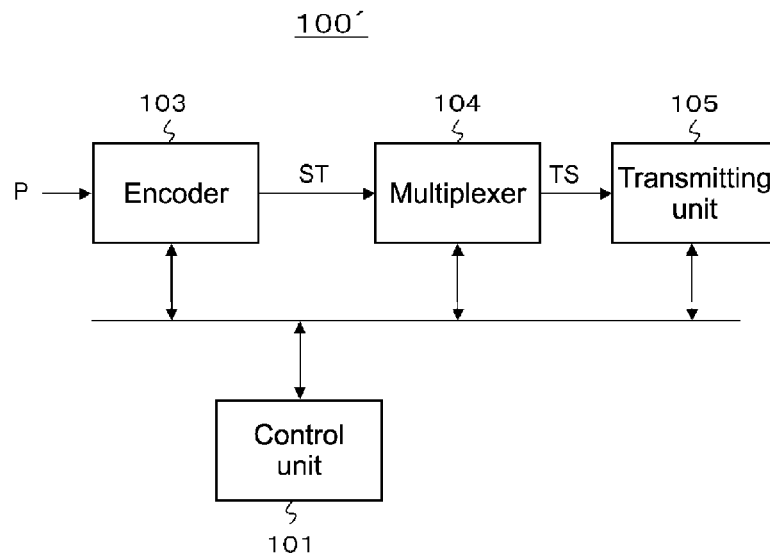 100´
103
104
105
P
Encoder
ST
Multiplexer
TS
Transmitting
unit
Control
unit
101